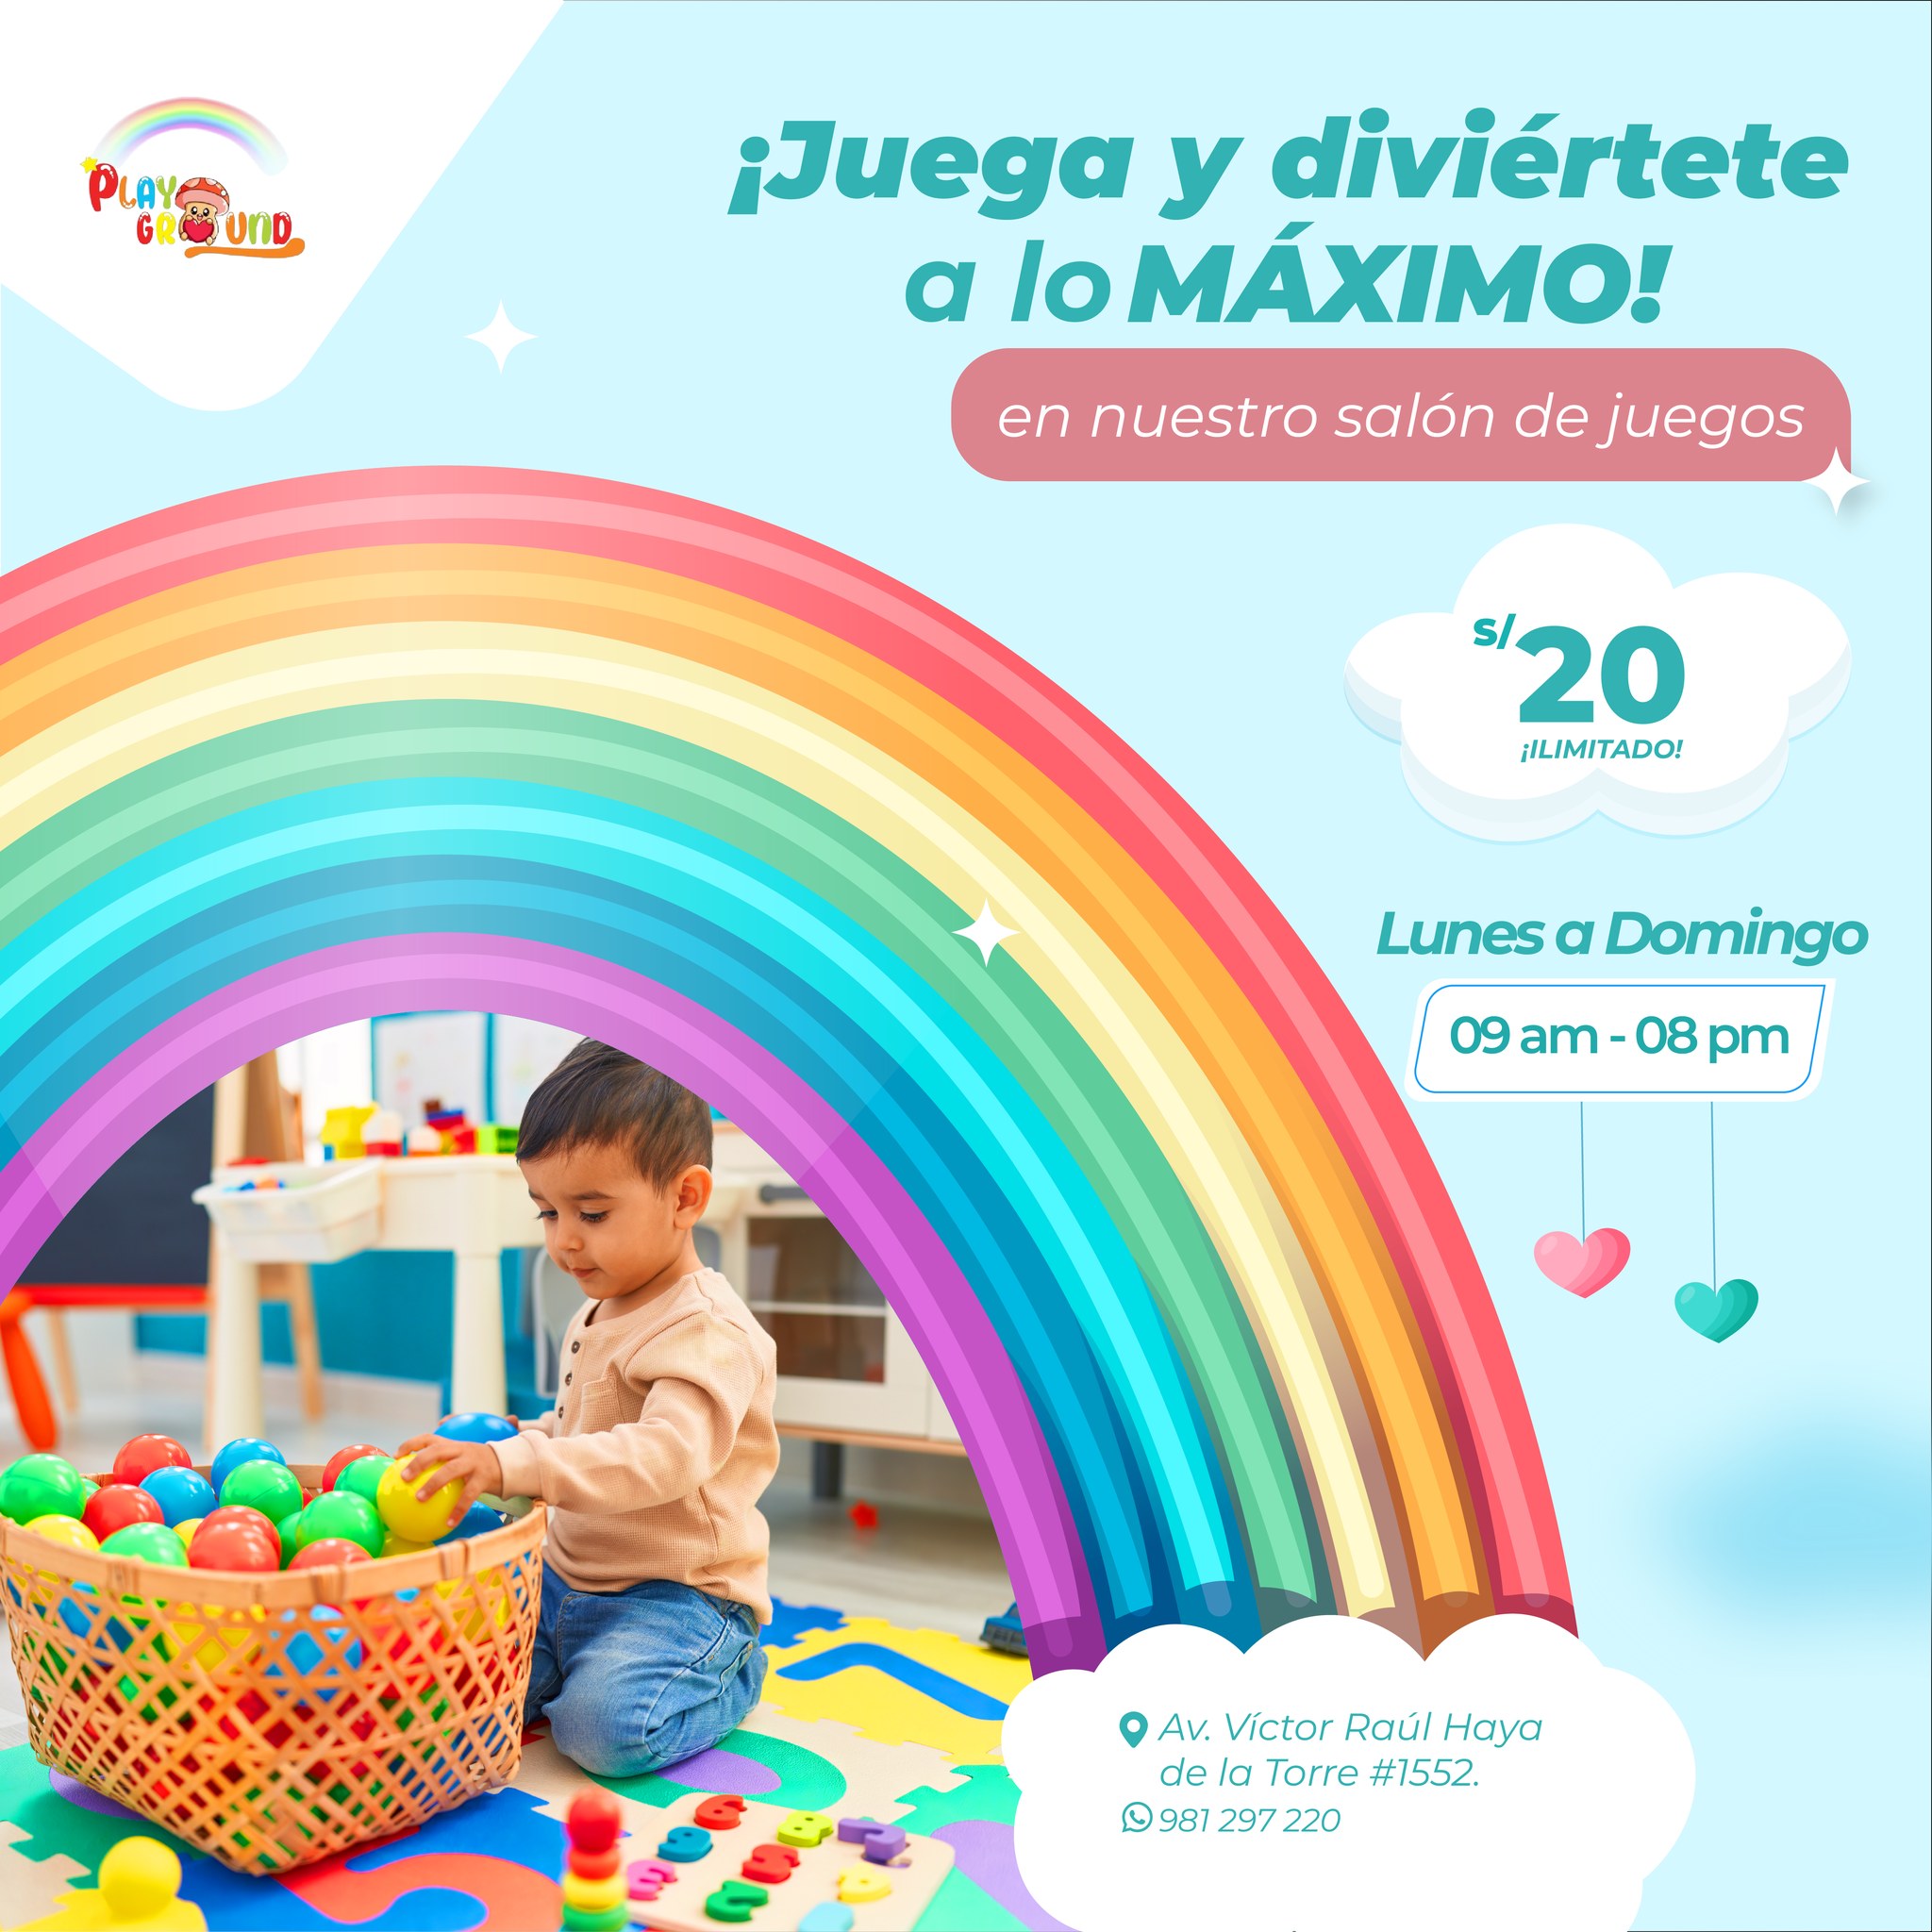 PLAY
GROUND
¡Juega y diviértete
a lo MÁXIMO!
en nuestro salón de juegos
s/20
¡ILIMITADO!
Lunes a Domingo
09 am - 08 pm
Av. Víctor Raúl Haya
de la Torre #1552.
981 297 220